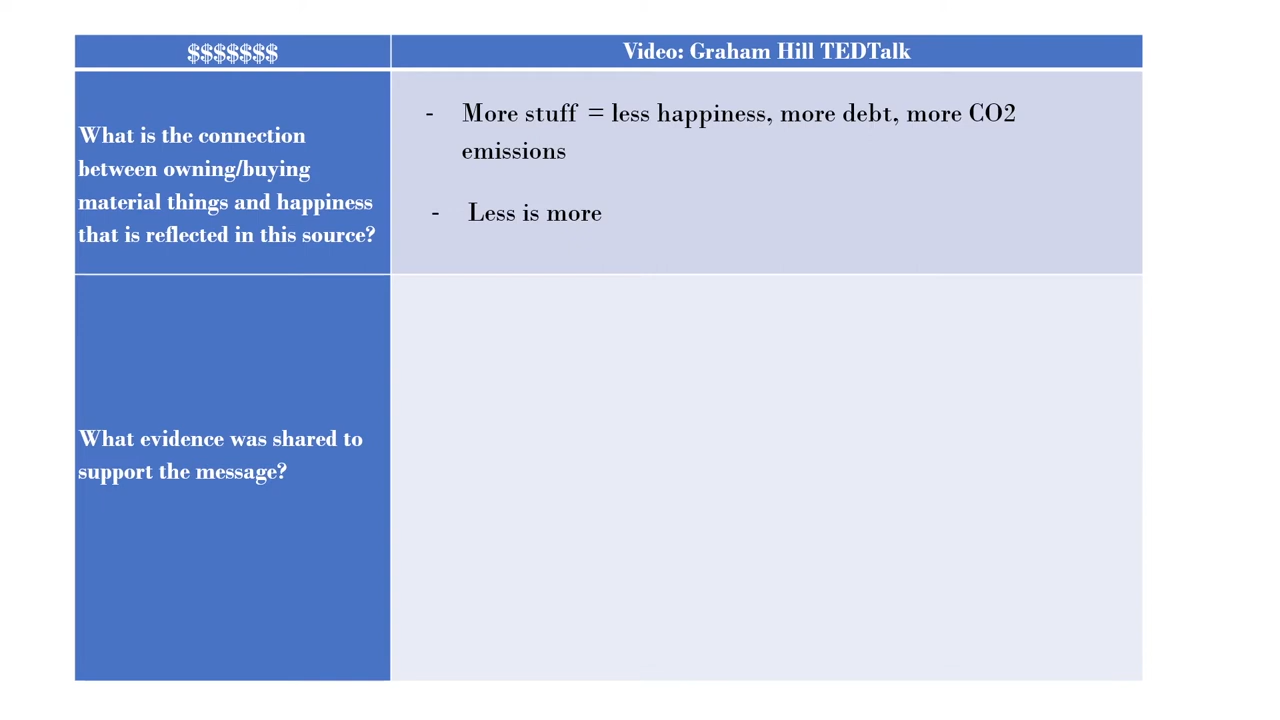 $$$$$$$
Video: Graham Hill TEDTalk
What is the connection
between owning/buying
material things and happiness
that is reflected in this source?
- More stuff = less happiness, more debt, more CO2
emissions
- Less is more
What evidence was shared to
support the message?